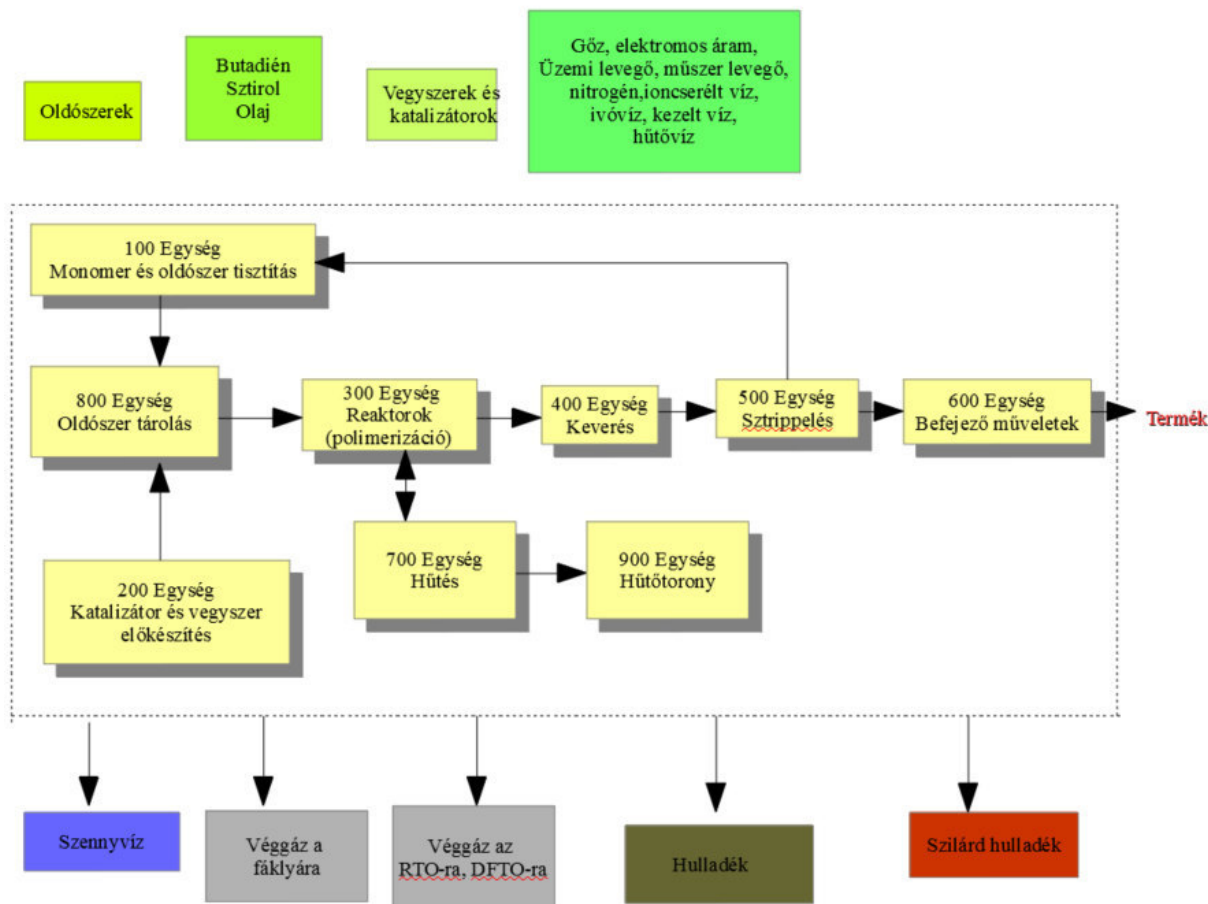 Oldószerek
Butadién
Sztirol
Olaj
Vegyszerek és
katalizátorok
Gőz, elektromos áram,
Üzemi levegő, műszer levegő,
nitrogén,ioncserélt víz,
ivóvíz, kezelt víz,
hűtővíz
100 Egység
Monomer és oldószer tisztítás
800 Egység
Oldószer tárolás
300 Egység
Reaktorok
(polimerizáció)
400 Egység
Keverés
500 Egység
Sztrippelés
600 Egység
Befejező műveletek
Termék
700 Egység
Hűtés
900 Egység
Hűtőtorony
200 Egység
Katalizátor és vegyszer
előkészítés
Szennyvíz
Véggáz a
fáklyára
Véggáz az
RTO-ra, DFTO-ra
Hulladék
Szilárd hulladék